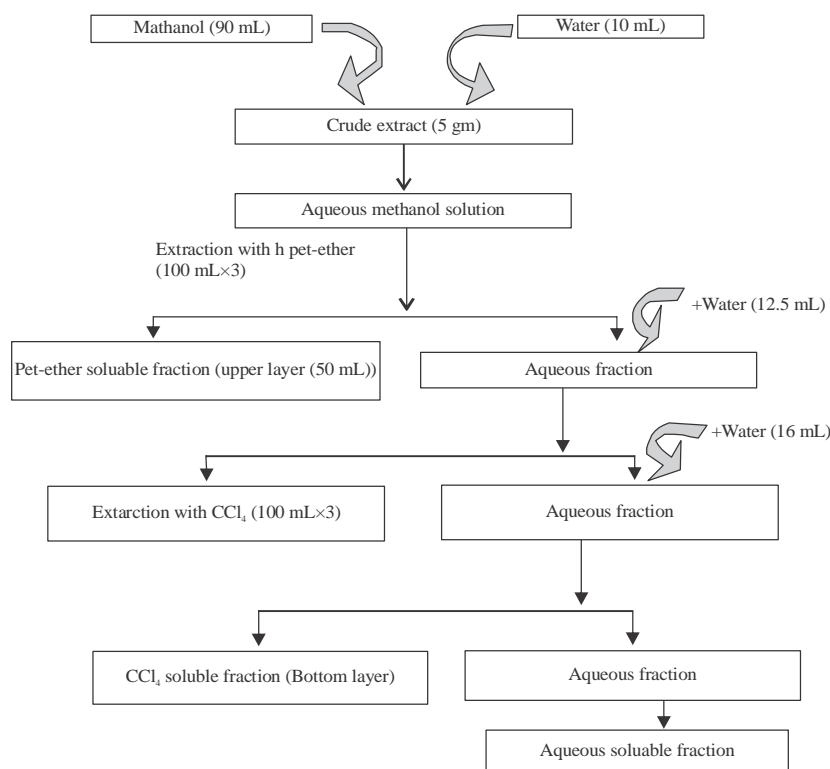 Mathanol (90 mL)
Water (10 mL)
Crude extract (5 gm)
Aqueous methanol solution
Extraction with h pet-ether
(100 mL×3)
+Water (12.5 mL)
Pet-ether soluable fraction (upper layer (50 mL))
Aqueous fraction
+Water (16 mL)
Extarction with CCl₄ (100 mL×3)
Aqueous fraction
CCl₄ soluble fraction (Bottom layer)
Aqueous fraction
Aqueous soluable fraction